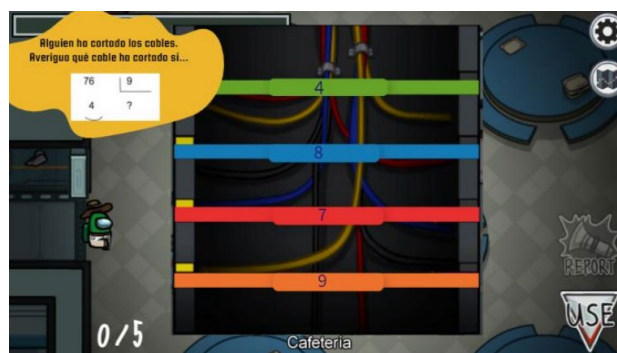 Alguien ha cortado los cables.
Averigua qué cable ha cortado si...
76 9
4 ?
4
8
7
9
REPORT
USE
0/5
Cafeteria